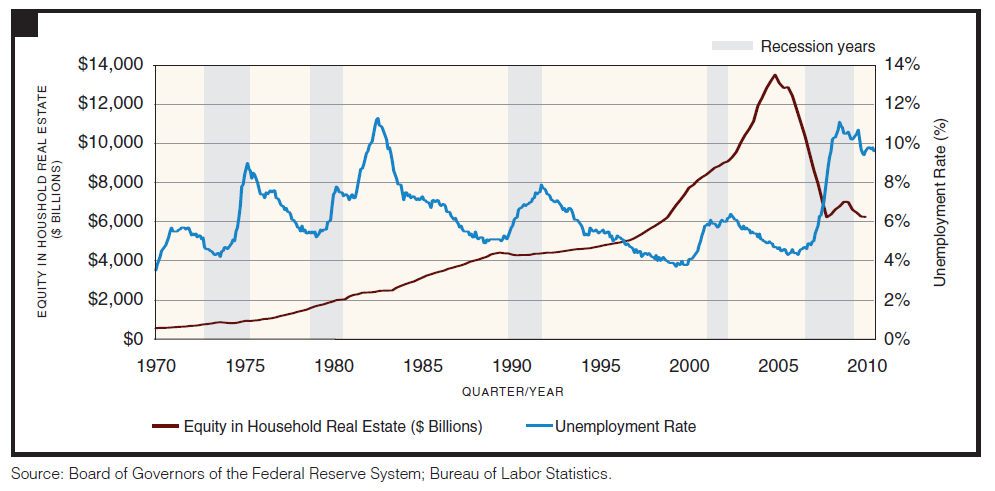 Recession years
$14,000
$12,000
$10,000
$8,000
$6,000
$4,000
$2,000
$0
EQUITY IN HOUSEHOLD REAL ESTATE
($ BILLIONS)
14%
12%
10%
8%
6%
4%
2%
0%
Unemployment Rate (%)
1970 1975 1980 1985 1990 1995 2000 2005 2010
QUARTER/YEAR
Equity in Household Real Estate ($ Billions) Unemployment Rate
Source: Board of Governors of the Federal Reserve System; Bureau of Labor Statistics.